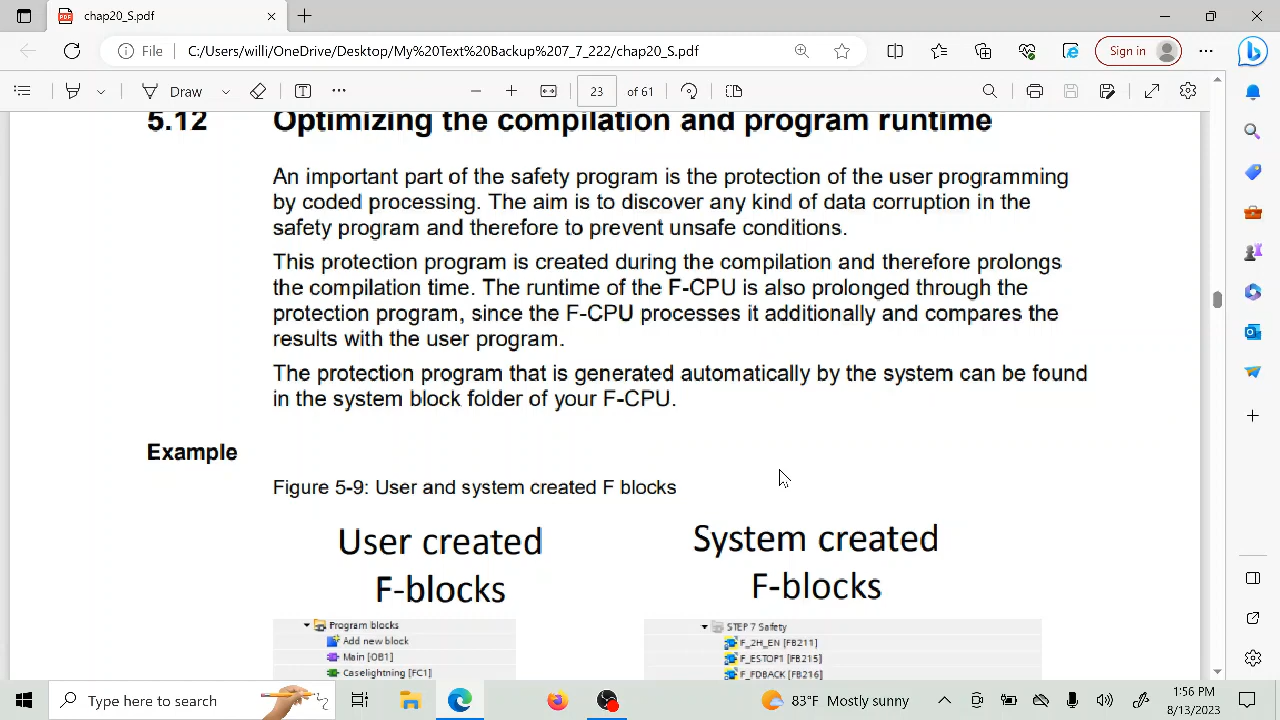 chap20_S.pdf
File C:/Users/willi/OneDrive/Desktop/My%20Text%20Backup%207_7_222/chap20_S.pdf
Sign in
Draw
23 of 61
5.12 Optimizing the compilation and program runtime
An important part of the safety program is the protection of the user programming
by coded processing. The aim is to discover any kind of data corruption in the
safety program and therefore to prevent unsafe conditions.
This protection program is created during the compilation and therefore prolongs
the compilation time. The runtime of the F-CPU is also prolonged through the
protection program, since the F-CPU processes it additionally and compares the
results with the user program.
The protection program that is generated automatically by the system can be found
in the system block folder of your F-CPU.
Example
Figure 5-9: User and system created F blocks
User created
F-blocks
Program blocks
Add new block
Main [OB1]
Caselightning [FC1]
System created
F-blocks
STEP 7 Safety
F_2H_EN [FB211]
F_ESTOP1 [FB215]
F_FDBACK [FB216]
Type here to search
83°F Mostly sunny
1:56 PM
8/13/2023